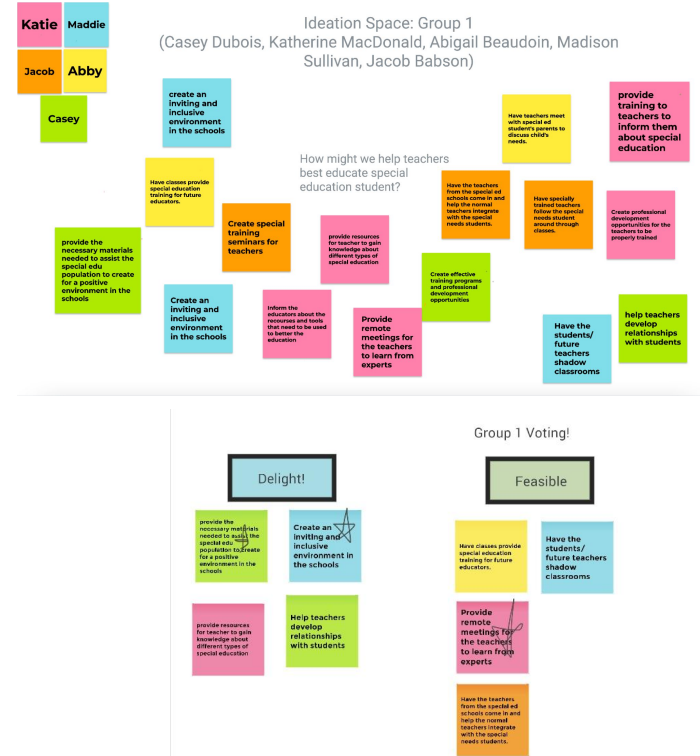 Katie
Maddie
Jacob
Abby
Casey
Ideation Space: Group 1
(Casey Dubois, Katherine MacDonald, Abigail Beaudoin, Madison
Sullivan, Jacob Babson)
create an
inviting and
inclusive
environment
in the schools
Have teachers meet
with special ed
student's parents to
discuss child's
needs.
provide
training to
teachers to
inform them
about special
education
How might we help teachers
best educate special
education student?
Have classes provide
special education
training for future
educators.
Have the teachers
from the special ed
schools come in and
help the normal
teachers integrate
with the special
needs students.
Have specially
trained teachers
follow the special
needs student
around through
classes.
Create professional
development
opportunities for the
teachers to be
properly trained
Create special
training
seminars for
teachers
provide resources
for teacher to gain
knowledge about
different types of
special education
provide the
necessary materials
needed to assist the
special edu
population to create
for a positive
environment in the
schools
Create effective
training programs
and professional
development
opportunities
Create an
inviting and
inclusive
environment
in the schools
Inform the
educators about the
recourses and tools
that need to be used
to better the
education
Provide
remote
meetings for
the teachers
to learn from
experts
Have the
students/
future
teachers
shadow
classrooms
help teachers
develop
relationships
with students
Group 1 Voting!
Delight!
Feasible
provide the
necessary materials
needed to assist the
special edu
population to create
for a positive
environment in the
schools
Create an
inviting and
inclusive
environment in
the schools
provide resources
for teacher to gain
knowledge about
different types of
special education
Help teachers
develop
relationships
with students
Have classes provide
special education
training for future
educators.
Have the
students/
future teachers
shadow
classrooms
Provide
remote
meetings for
the teachers
to learn from
experts
Have the teachers
from the special ed
schools come in and
help the normal
teachers integrate
with the special
needs students.